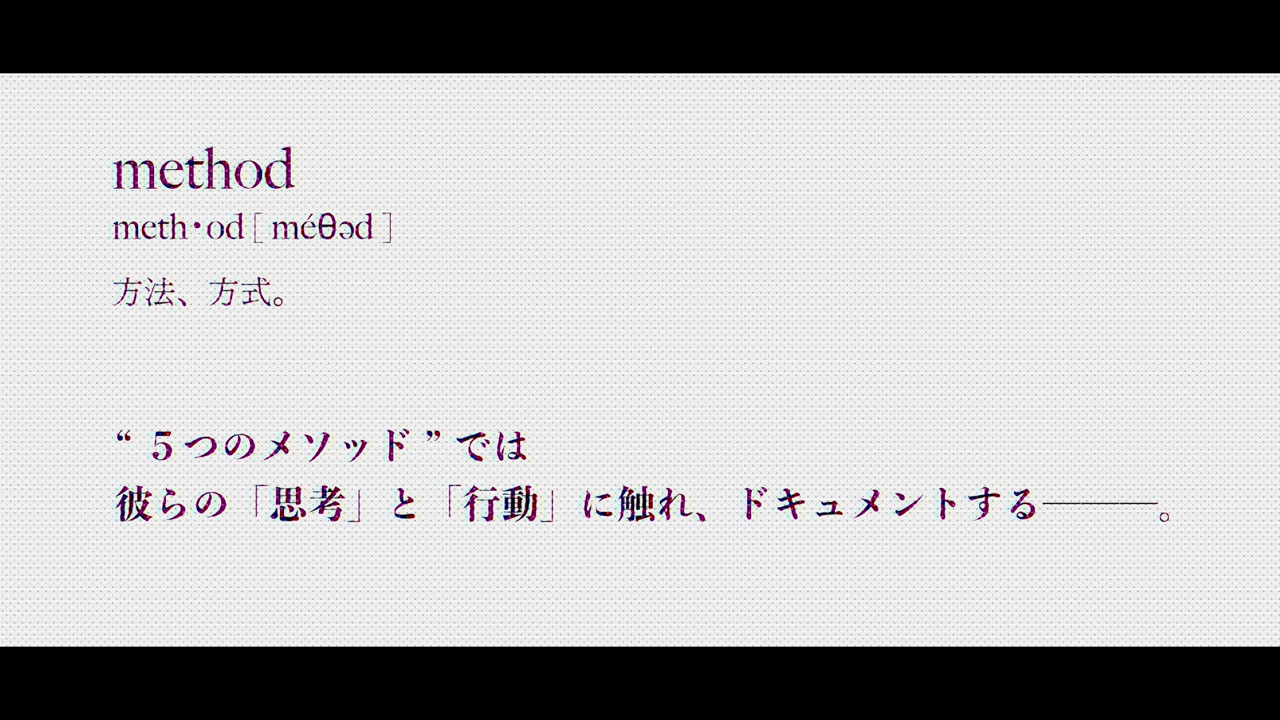 method
meth・od [ méθəd ]
方法、方式。
“ ５つのメソッド ” では
彼らの「思考」と「行動」に触れ、ドキュメントする———。